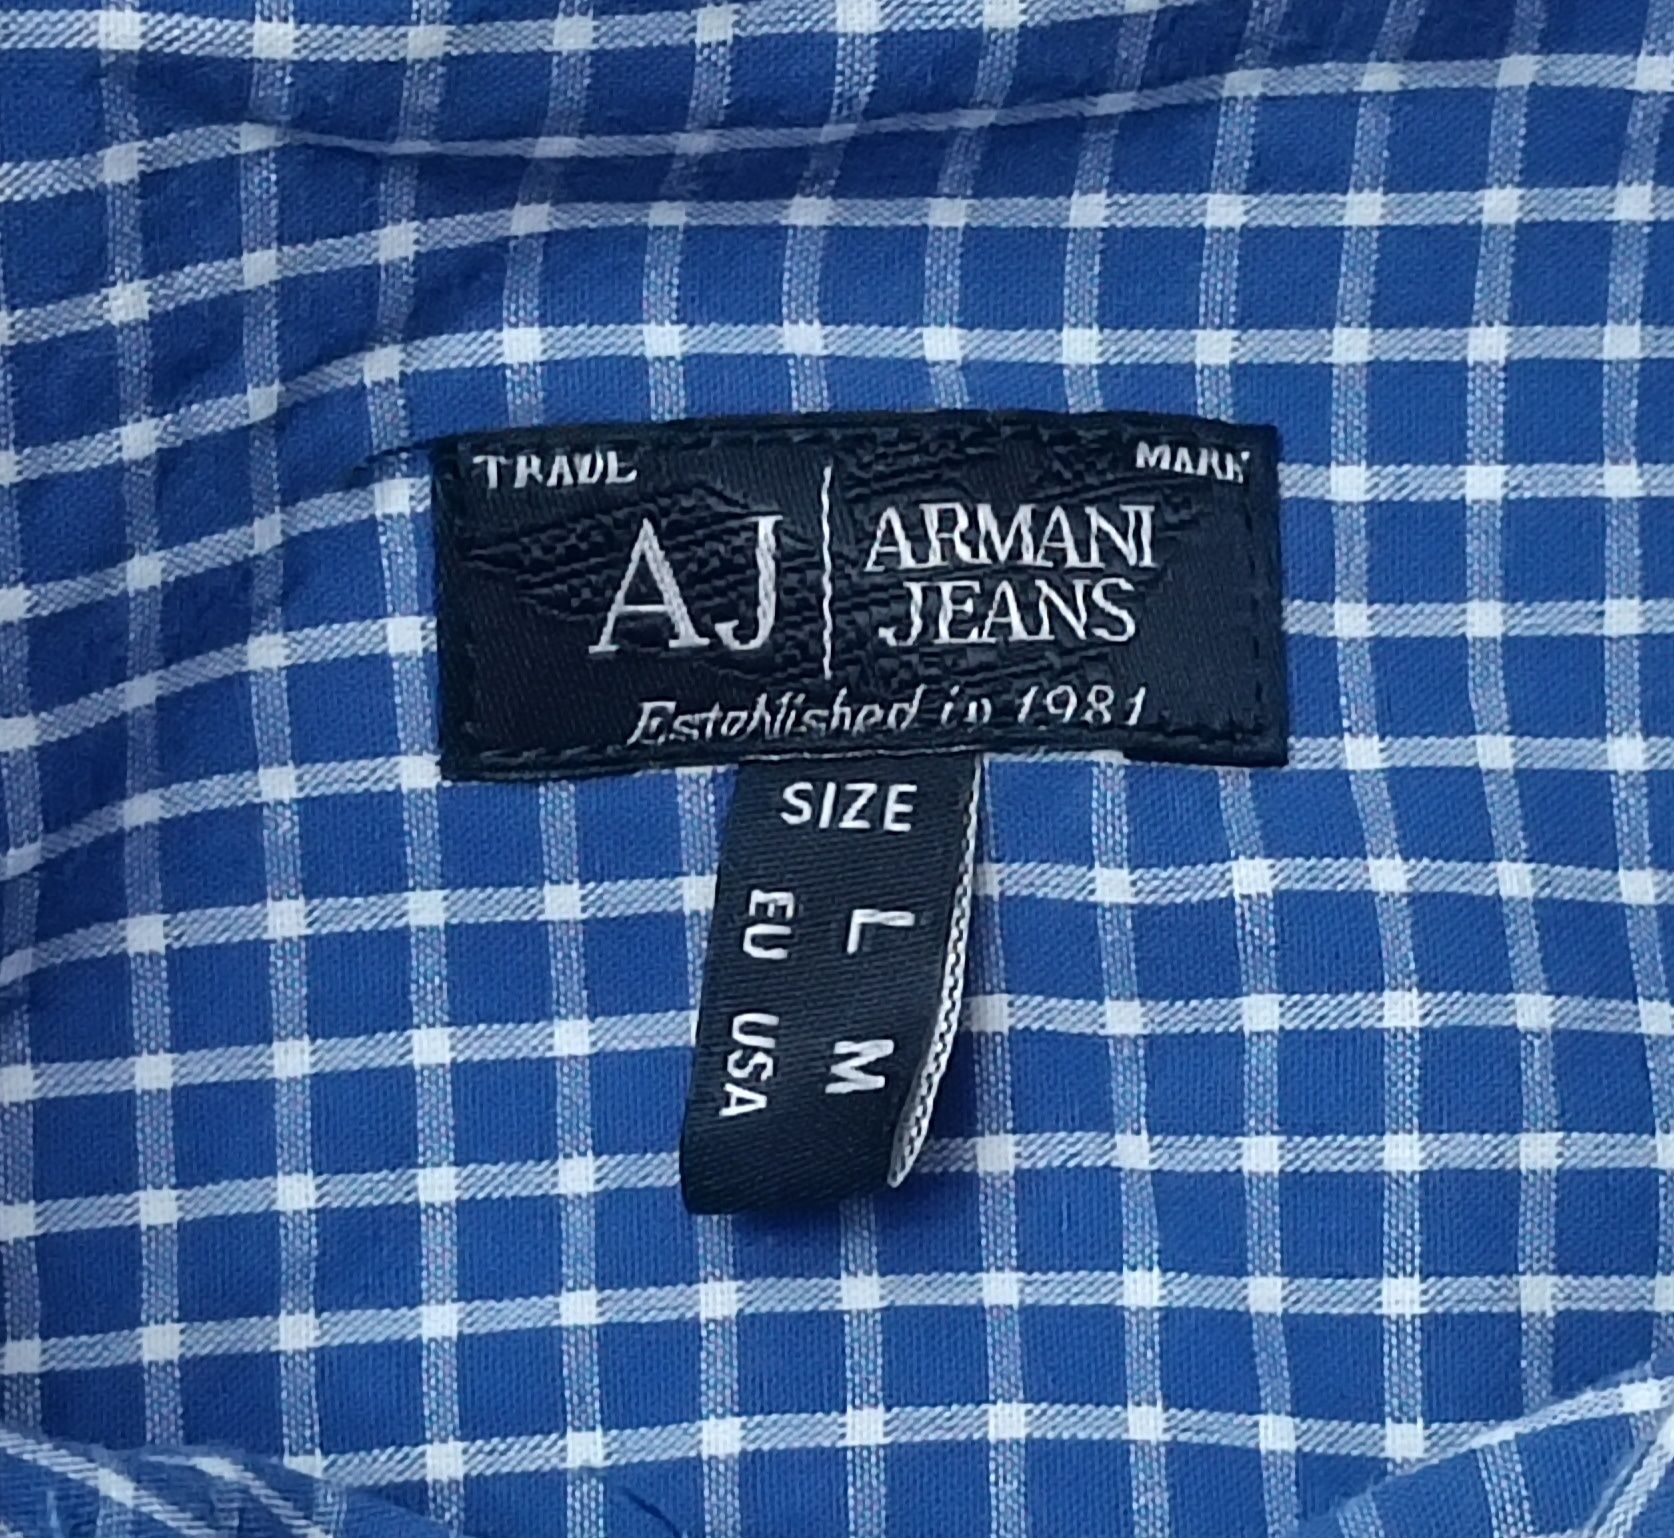 TRADE MARK
AJ ARMANI
JEANS
Established in 1981
SIZE
EU L
USA M